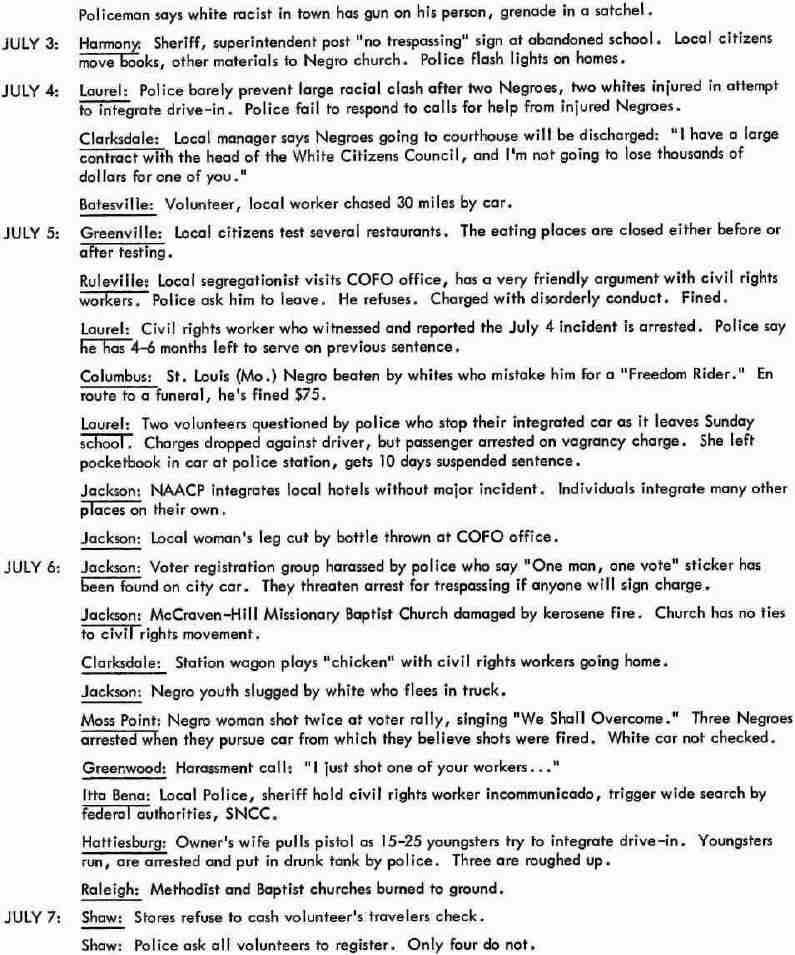 Policeman says white racist in town has gun on his person, grenade in a satchel.
JULY 3: Harmony: Sheriff, superintendent post "no trespassing" sign at abandoned school. Local citizens
move books, other materials to Negro church. Police flash lights on homes.
JULY 4: Laurel: Police barely prevent large racial clash after two Negroes, two whites injured in attempt
to integrate drive-in. Police fail to respond to calls for help from injured Negroes.
Clarksdale: Local manager says Negroes going to courthouse will be discharged: "I have a large
contract with the head of the White Citizens Council, and I'm not going to lose thousands of
dollars for one of you."
Batesville: Volunteer, local worker chased 30 miles by car.
JULY 5: Greenville: Local citizens test several restaurants. The eating places are closed either before or
after testing.
Ruleville: Local segregationist visits COFO office, has a very friendly argument with civil rights
workers. Police ask him to leave. He refuses. Charged with disorderly conduct. Fined.
Laurel: Civil rights worker who witnessed and reported the July 4 incident is arrested. Police say
he has 4-6 months left to serve on previous sentence.
Columbus: St. Louis (Mo.) Negro beaten by whites who mistake him for a "Freedom Rider." En
route to a funeral, he's fined $75.
Laurel: Two volunteers questioned by police who stop their integrated car as it leaves Sunday
school. Charges dropped against driver, but passenger arrested on vagrancy charge. She left
pocketbook in car at police station, gets 10 days suspended sentence.
Jackson: NAACP integrates local hotels without major incident. Individuals integrate many other
places on their own.
Jackson: Local woman's leg cut by bottle thrown at COFO office.
JULY 6: Jackson: Voter registration group harassed by police who say "One man, one vote" sticker has
been found on city car. They threaten arrest for trespassing if anyone will sign charge.
Jackson: McCraven-Hill Missionary Baptist Church damaged by kerosene fire. Church has no ties
to civil rights movement.
Clarksdale: Station wagon plays "chicken" with civil rights workers going home.
Jackson: Negro youth slugged by white who flees in truck.
Moss Point: Negro woman shot twice at voter rally, singing "We Shall Overcome." Three Negroes
arrested when they pursue car from which they believe shots were fired. White car not checked.
Greenwood: Harassment call: "I just shot one of your workers..."
Itta Bena: Local Police, sheriff hold civil rights worker incommunicado, trigger wide search by
federal authorities, SNCC.
Hattiesburg: Owner's wife pulls pistol as 15-25 youngsters try to integrate drive-in. Youngsters
run, are arrested and put in drunk tank by police. Three are roughed up.
Raleigh: Methodist and Baptist churches burned to ground.
JULY 7: Shaw: Stores refuse to cash volunteer's travelers check.
Shaw: Police ask all volunteers to register. Only four do not.